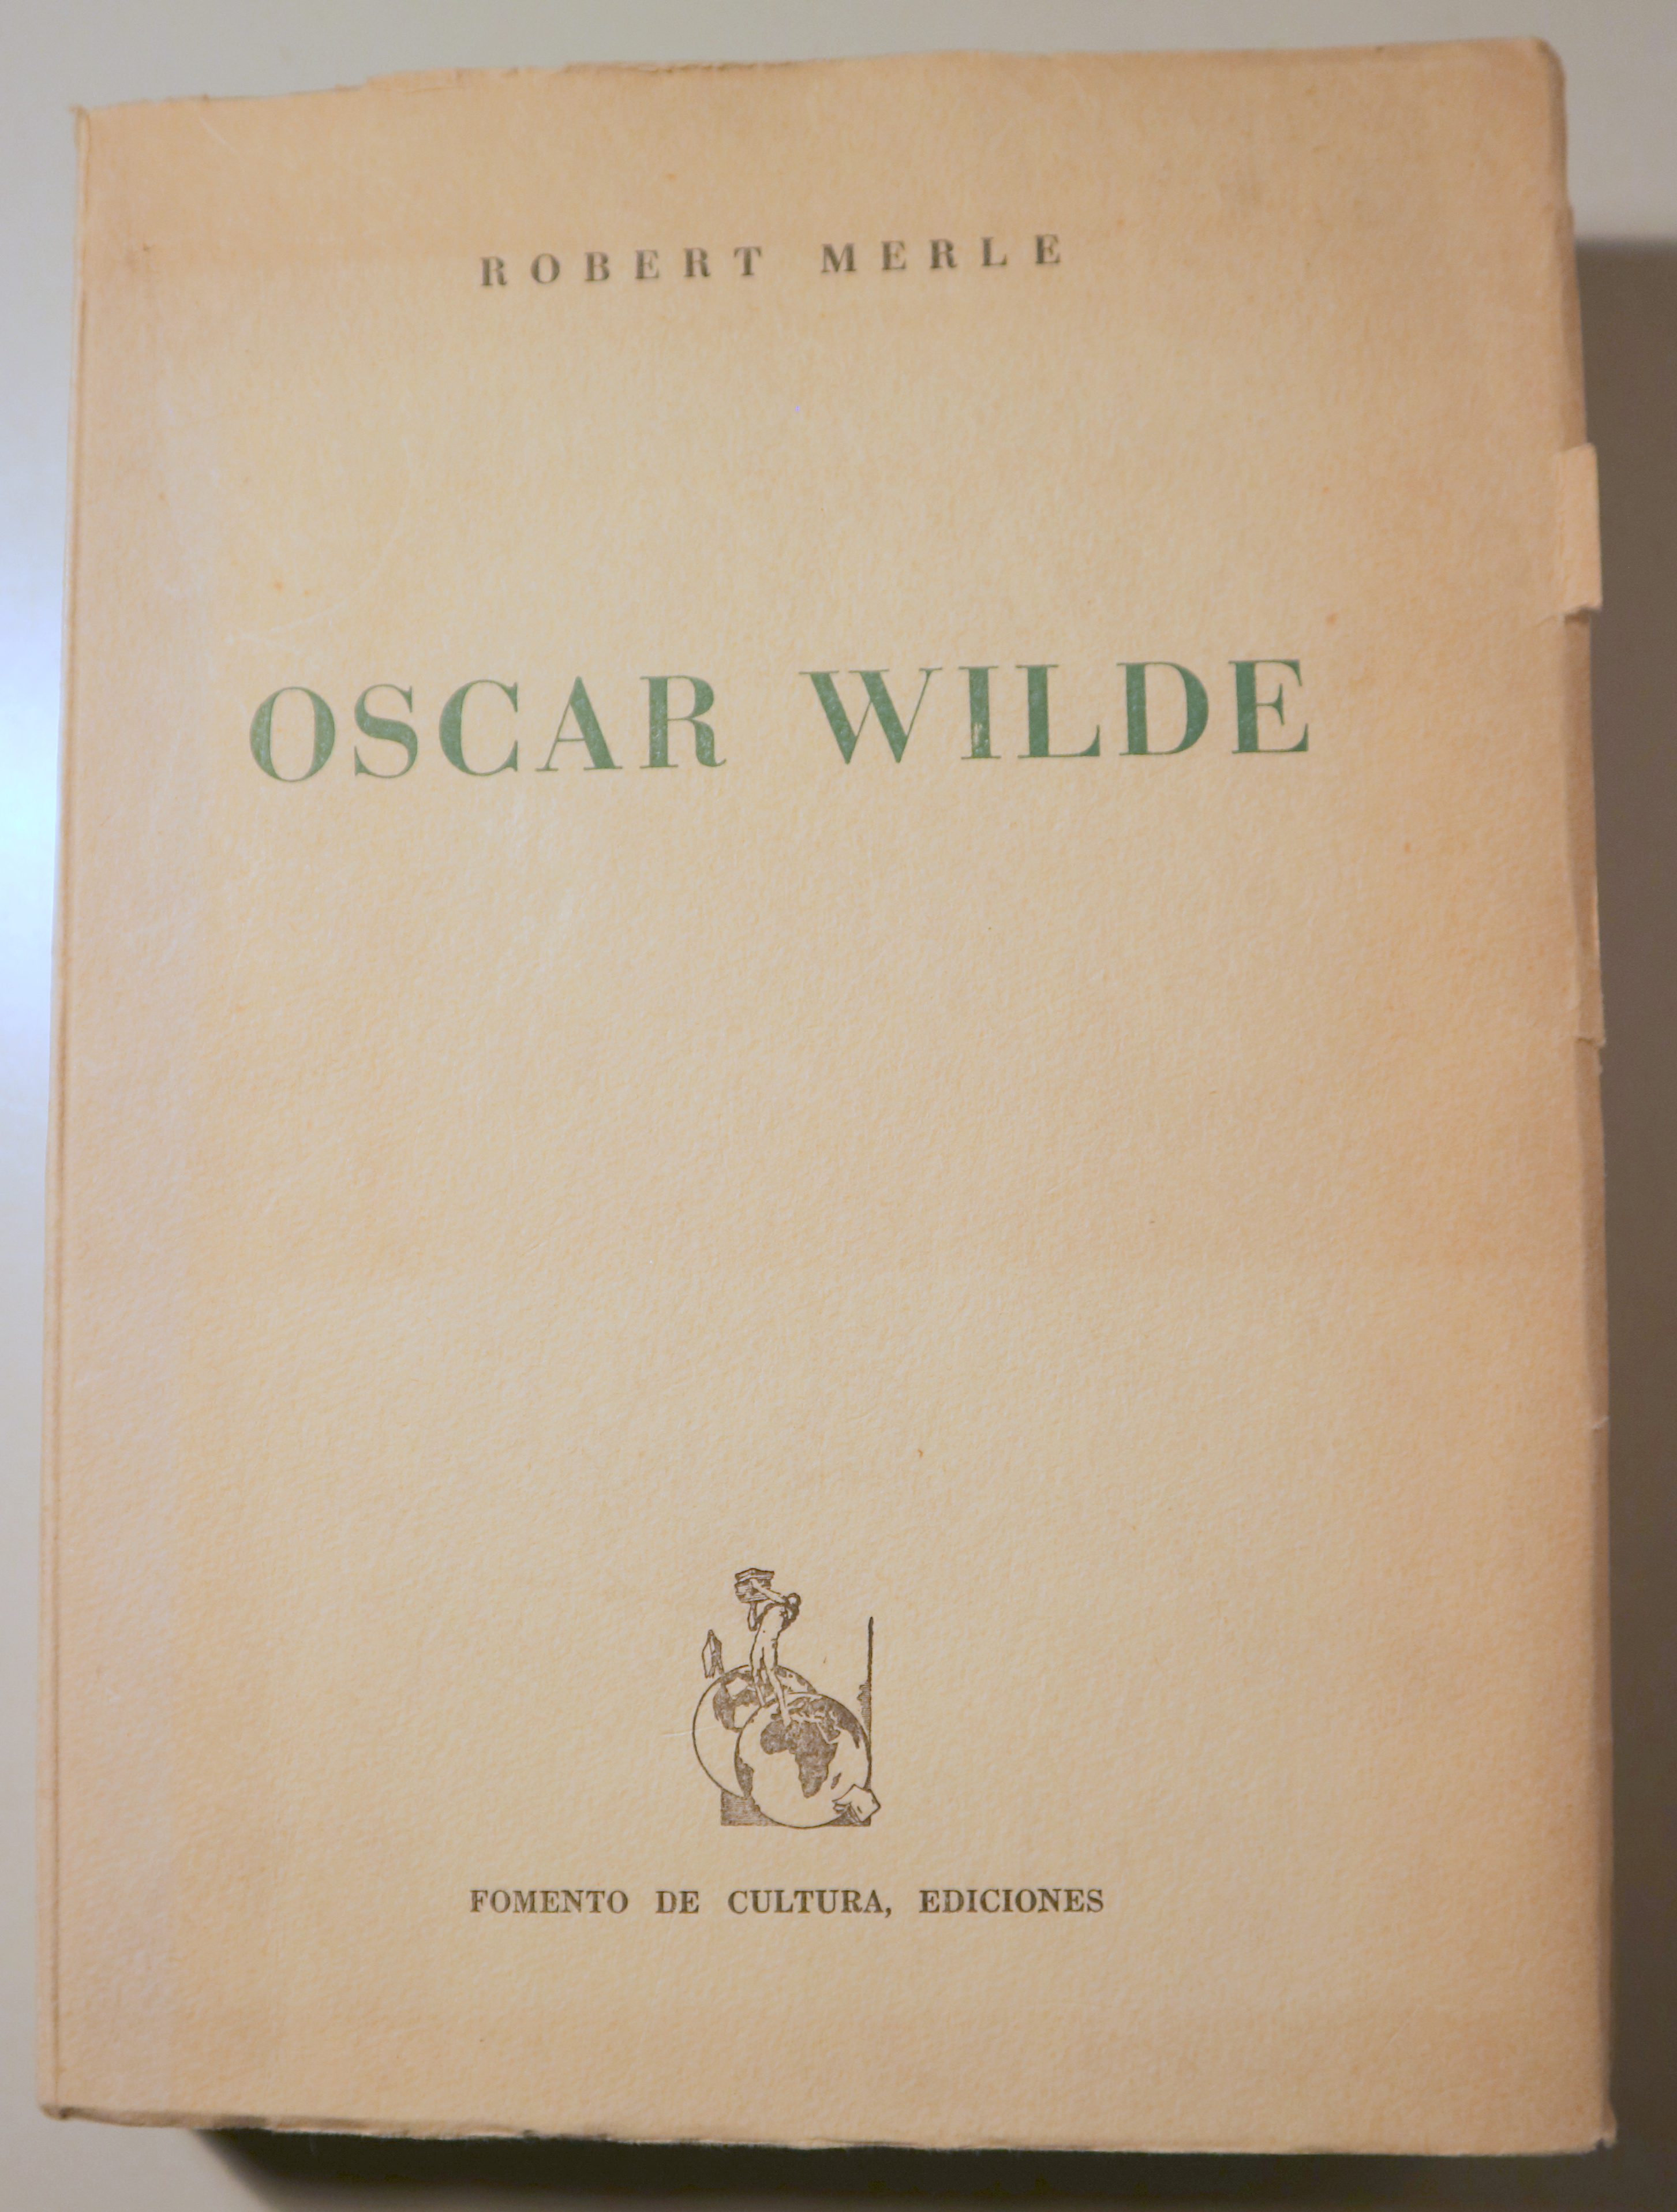 ROBERT MERLE
OSCAR WILDE
FOMENTO DE CULTURA, EDICIONES